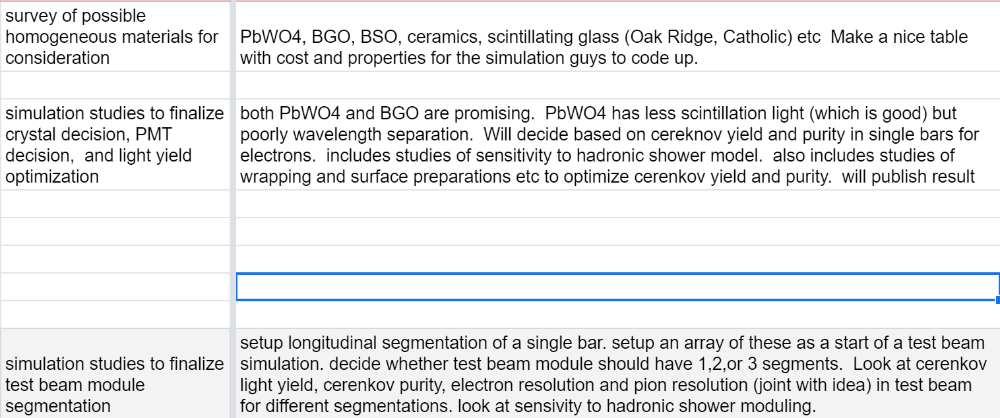 survey of possible
homogeneous materials for
consideration
PbWO4, BGO, BSO, ceramics, scintillating glass (Oak Ridge, Catholic) etc  Make a nice table
with cost and properties for the simulation guys to code up.
simulation studies to finalize
crystal decision, PMT
decision,  and light yield
optimization
both PbWO4 and BGO are promising.  PbWO4 has less scintillation light (which is good) but
poorly wavelength separation.  Will decide based on cereknov yield and purity in single bars for
electrons.  includes studies of sensitivity to hadronic shower model.  also includes studies of
wrapping and surface preparations etc to optimize cerenkov yield and purity.  will publish result
simulation studies to finalize
test beam module
segmentation
setup longitudinal segmentation of a single bar. setup an array of these as a start of a test beam
simulation. decide whether test beam module should have 1,2,or 3 segments.  Look at cerenkov
light yield, cerenkov purity, electron resolution and pion resolution (joint with idea) in test beam
for different segmentations. look at sensivity to hadronic shower moduling.